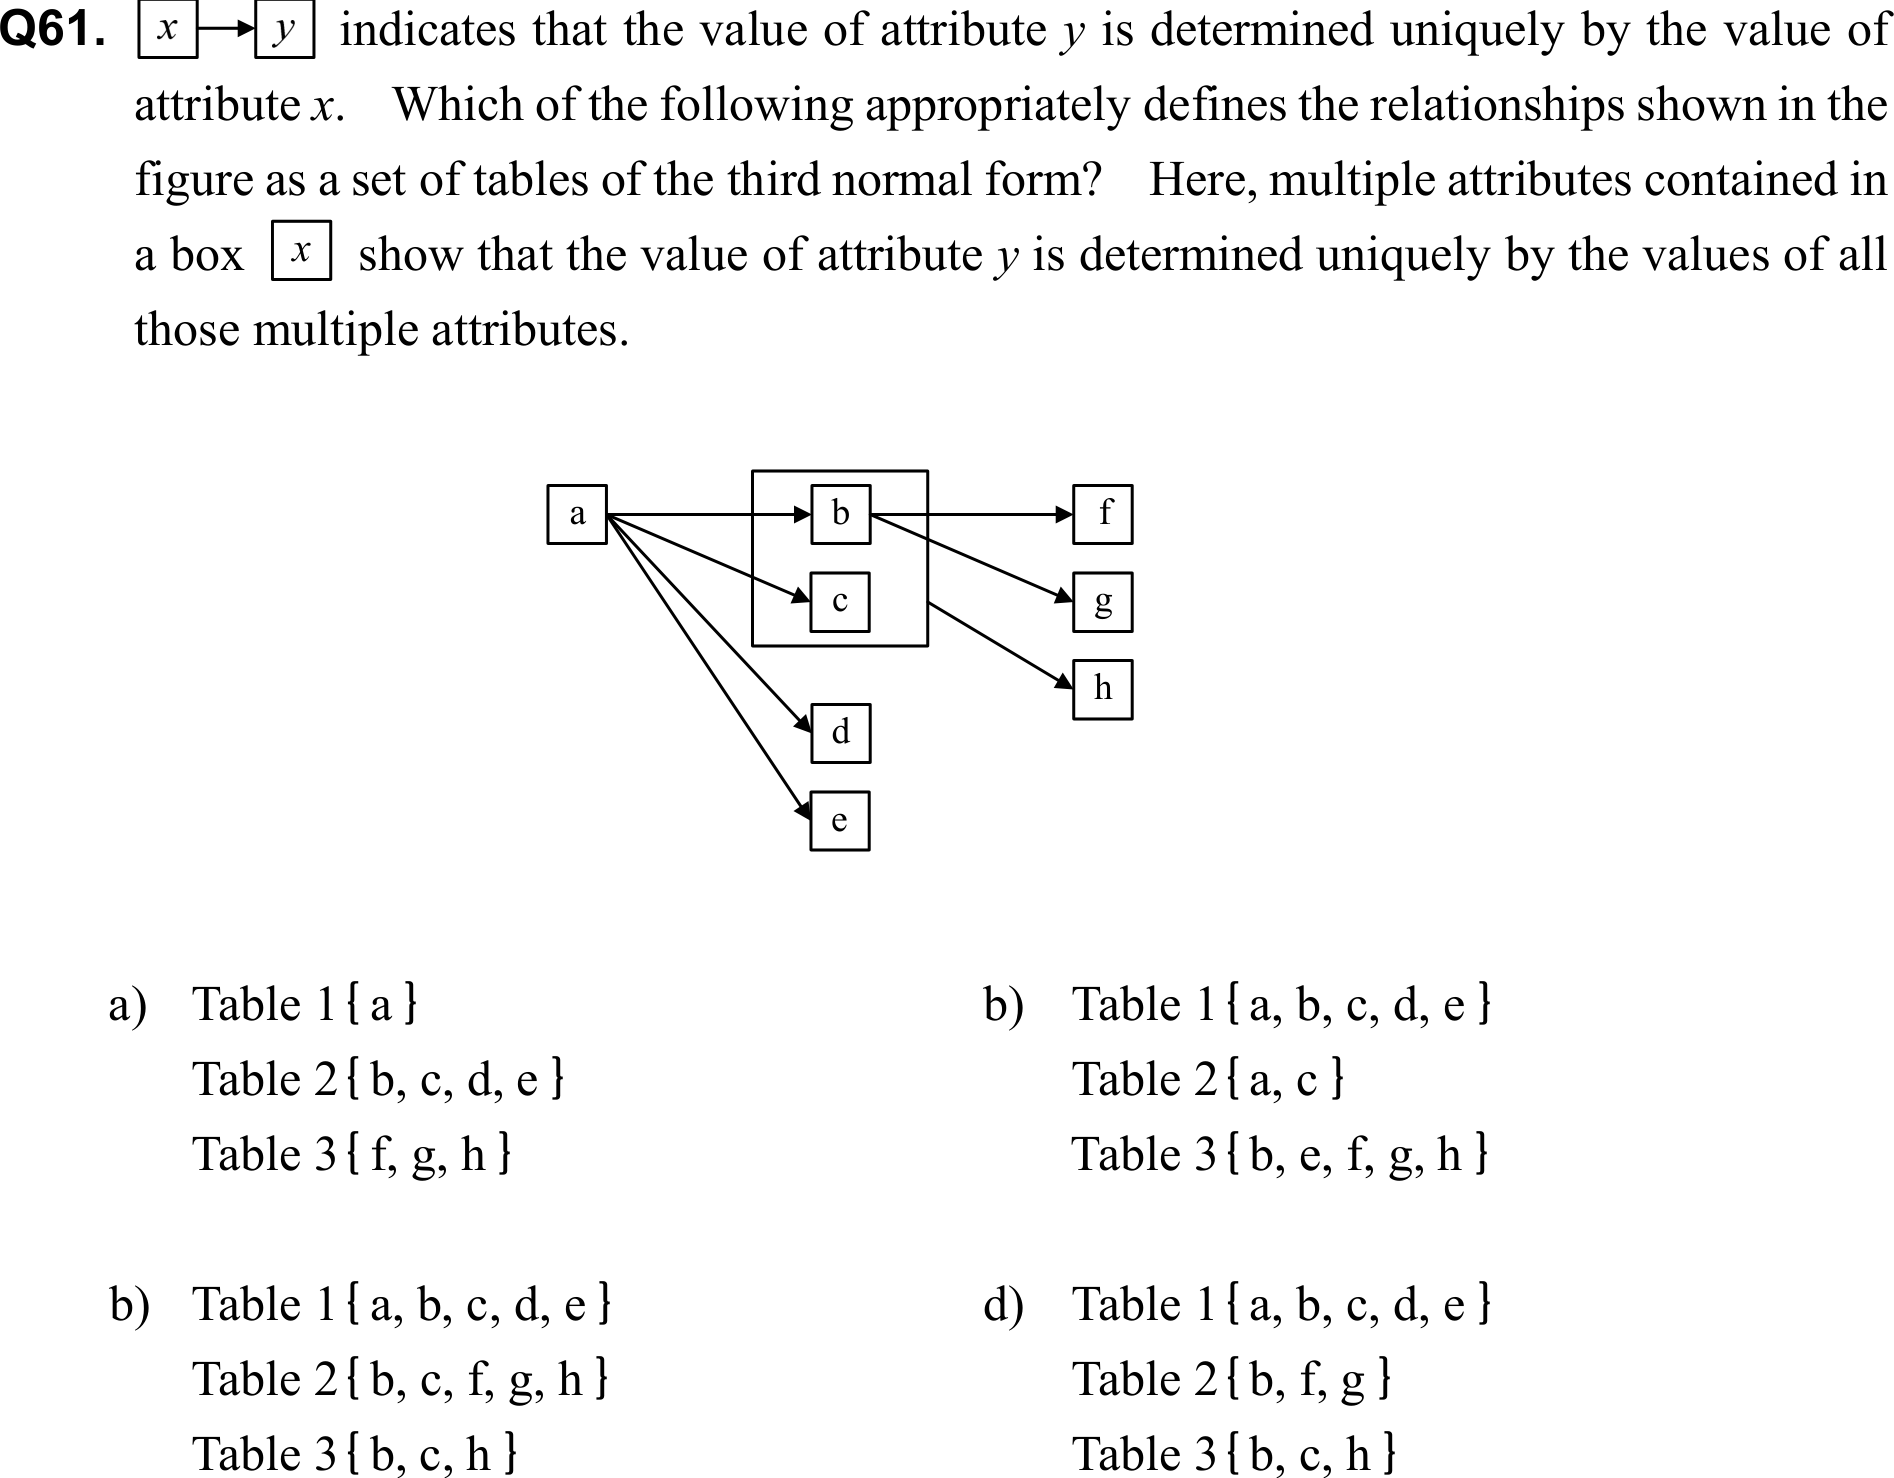 Q61. x y indicates that the value of attribute y is determined uniquely by the value of
attribute x. Which of the following appropriately defines the relationships shown in the
figure as a set of tables of the third normal form? Here, multiple attributes contained in
a box x show that the value of attribute y is determined uniquely by the values of all
those multiple attributes.
a b f
c g
h
d
e
a) Table 1 { a }
Table 2 { b, c, d, e }
Table 3 { f, g, h }
b) Table 1 { a, b, c, d, e }
Table 2 { a, c }
Table 3 { b, e, f, g, h }
b) Table 1 { a, b, c, d, e }
Table 2 { b, c, f, g, h }
Table 3 { b, c, h }
d) Table 1 { a, b, c, d, e }
Table 2 { b, f, g }
Table 3 { b, c, h }